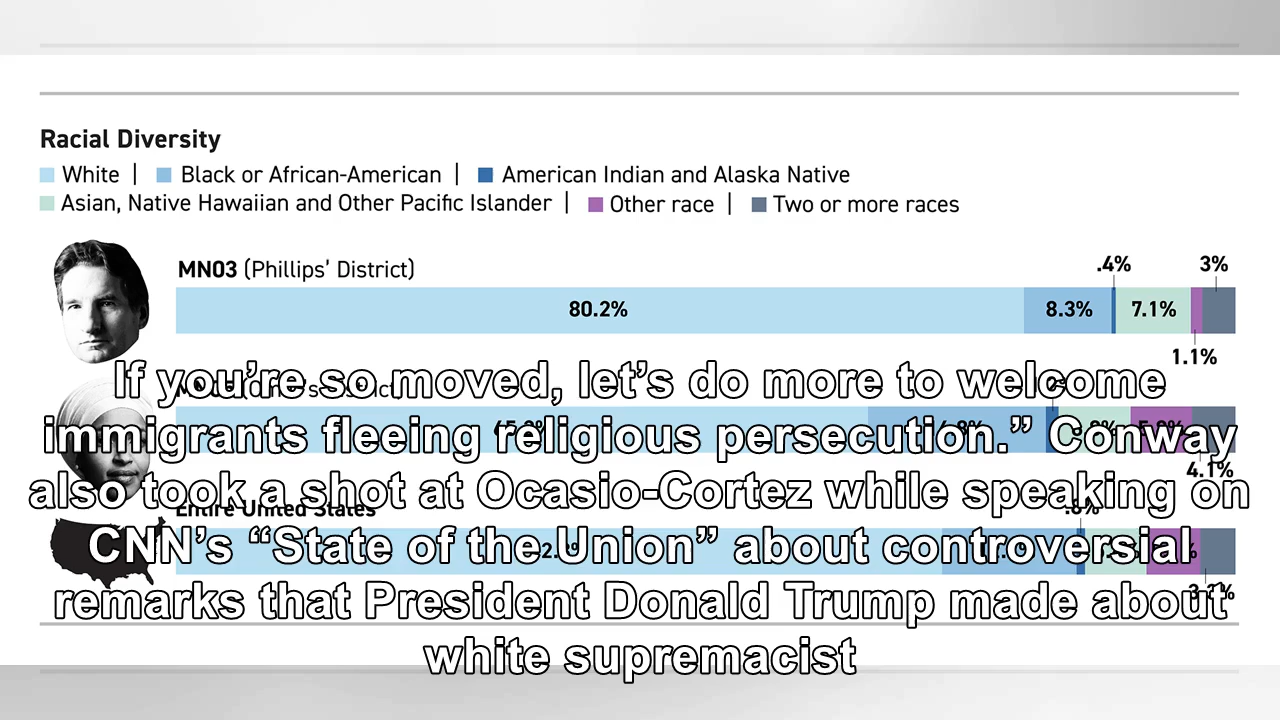 Racial Diversity
White | Black or African-American | American Indian and Alaska Native
Asian, Native Hawaiian and Other Pacific Islander | Other race | Two or more races
MN03 (Phillips’ District)
.4% 3%
80.2% 8.3% 7.1%
1.1%
If you’re so moved, let’s do more to welcome
immigrants fleeing religious persecution.” Conway
4.1%
also took a shot at Ocasio-Cortez while speaking on
Entire United States
.8%
CNN’s “State of the Union” about controversial
remarks that President Donald Trump made about
white supremacist